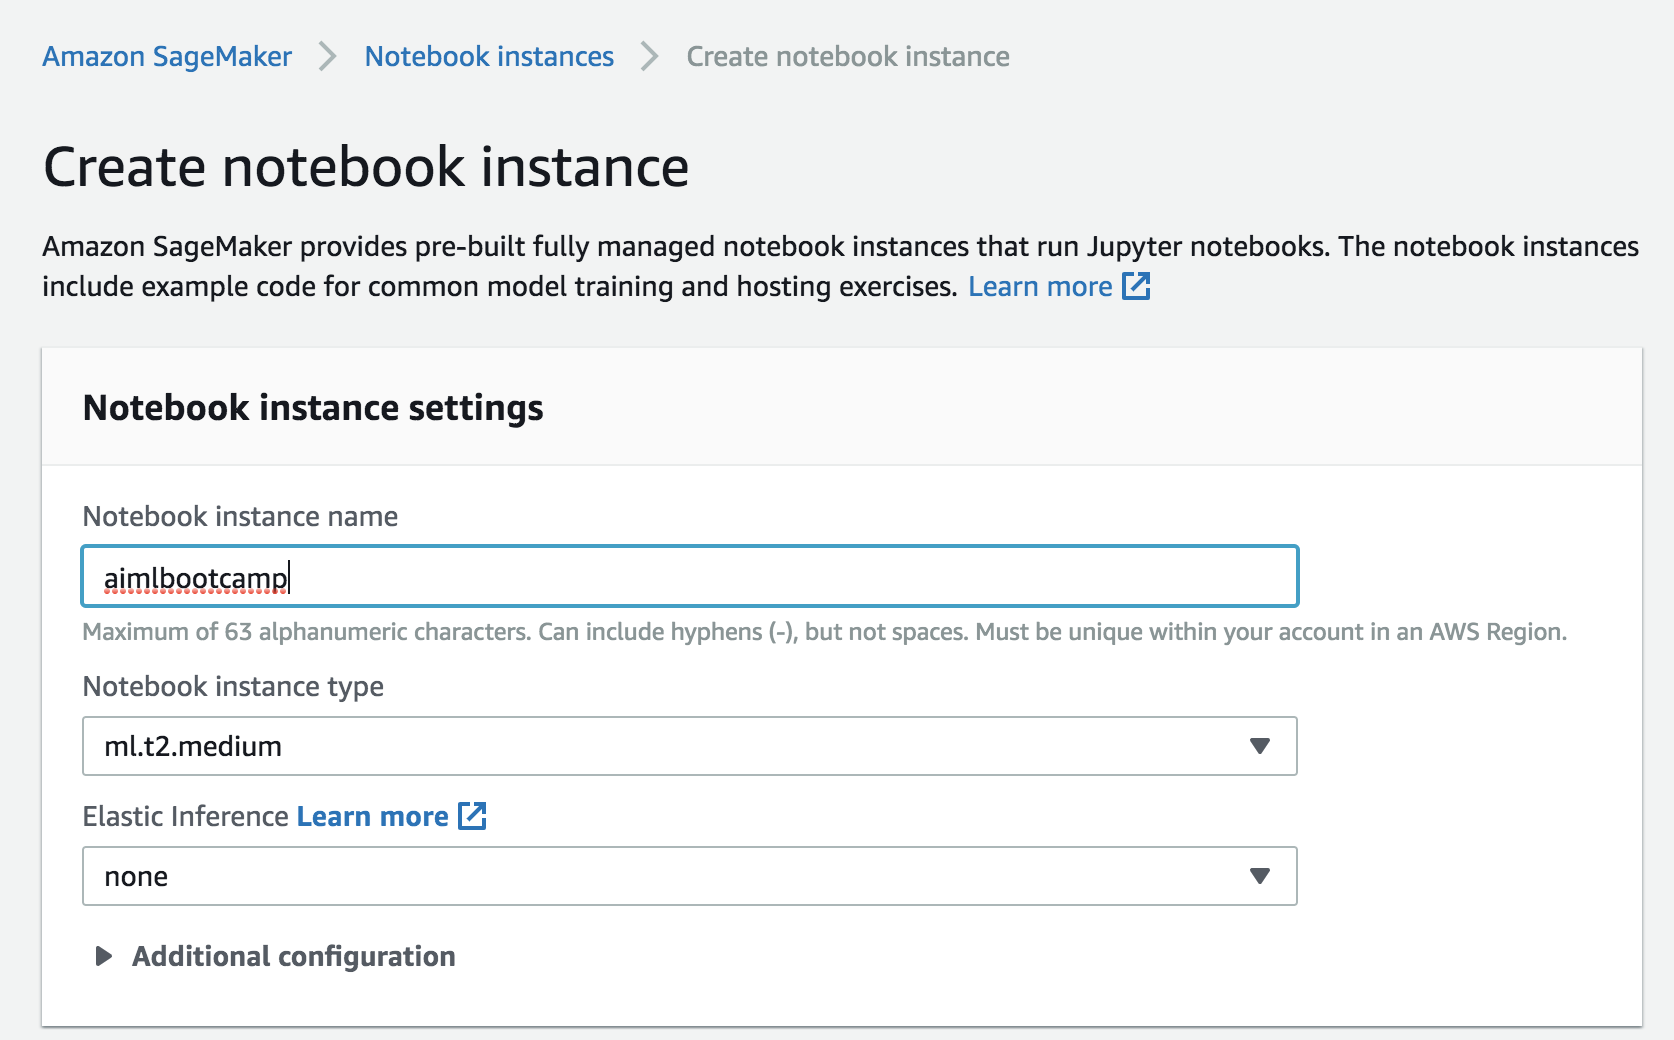 Amazon SageMaker > Notebook instances > Create notebook instance
Create notebook instance
Amazon SageMaker provides pre-built fully managed notebook instances that run Jupyter notebooks. The notebook instances
include example code for common model training and hosting exercises. Learn more
Notebook instance settings
Notebook instance name
aimlbootcamp
Maximum of 63 alphanumeric characters. Can include hyphens (-), but not spaces. Must be unique within your account in an AWS Region.
Notebook instance type
ml.t2.medium
Elastic Inference Learn more
none
Additional configuration